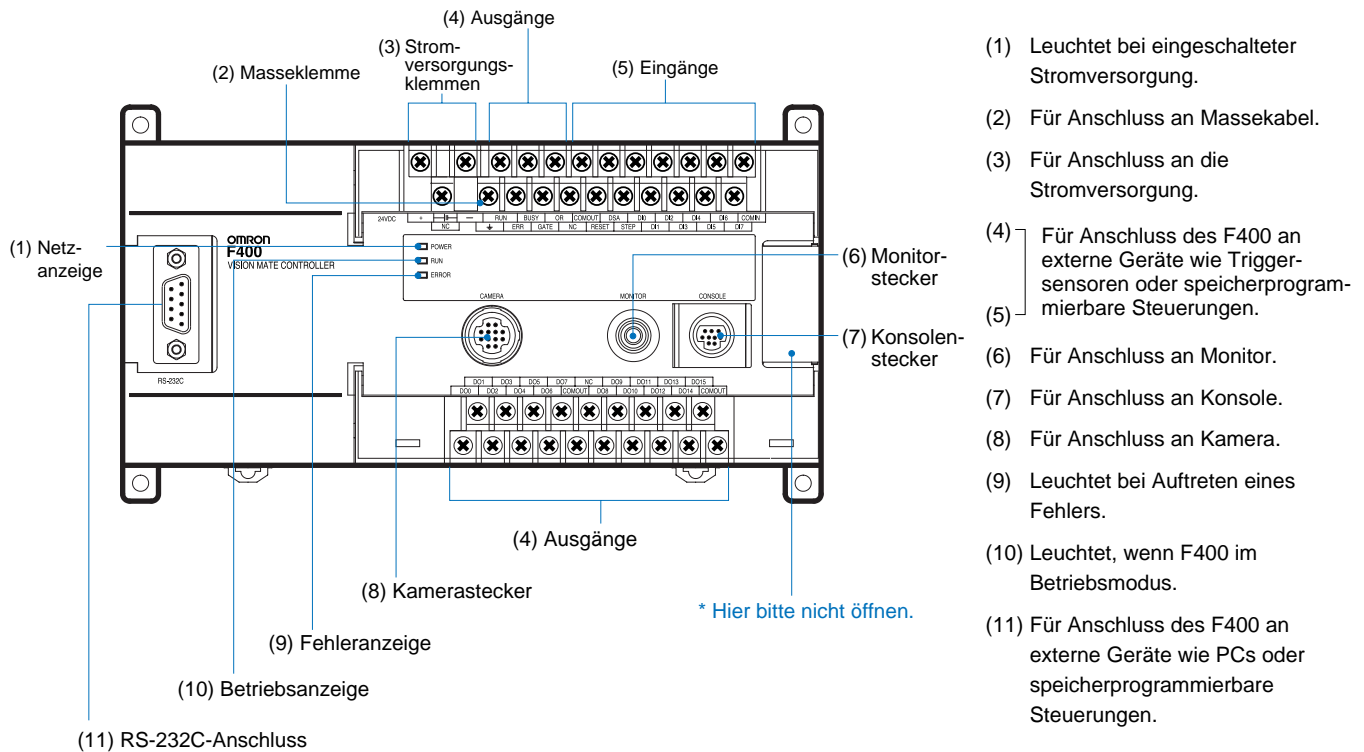 (4) Ausgänge
(3) Strom-
versorgungs-
klemmen
(2) Masseklemme
(5) Eingänge
24VDC + − RUN BUSY OR COMOUT DSA DI0 DI2 DI4 DI6 COMIN
NC ERR GATE NC RESET STEP DI1 DI3 DI5 DI7
(1) Netz-
anzeige
OMRON
F400
VISION MATE CONTROLLER
POWER
RUN
ERROR
(6) Monitor-
stecker
CAMERA
MONITOR
CONSOLE
(7) Konsolen-
stecker
RS-232C
DO1 DO3 DO5 DO7 NC DO9 DO11 DO13 DO15
DO0 DO2 DO4 DO6 COMOUT DO8 DO10 DO12 DO14 COMOUT
(4) Ausgänge
(8) Kamerastecker
* Hier bitte nicht öffnen.
(9) Fehleranzeige
(10) Betriebsanzeige
(11) RS-232C-Anschluss
(1) Leuchtet bei eingeschalteter
Stromversorgung.
(2) Für Anschluss an Massekabel.
(3) Für Anschluss an die
Stromversorgung.
(4) Für Anschluss des F400 an
externe Geräte wie Trigger-
sensoren oder speicherprogram-
(5) mierbare Steuerungen.
(6) Für Anschluss an Monitor.
(7) Für Anschluss an Konsole.
(8) Für Anschluss an Kamera.
(9) Leuchtet bei Auftreten eines
Fehlers.
(10) Leuchtet, wenn F400 im
Betriebsmodus.
(11) Für Anschluss des F400 an
externe Geräte wie PCs oder
speicherprogrammierbare
Steuerungen.